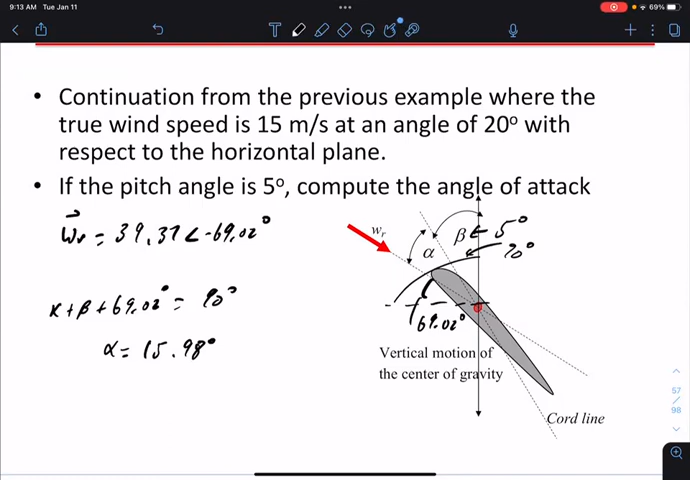 9:13 AM Tue Jan 11
69%
• Continuation from the previous example where the
true wind speed is 15 m/s at an angle of 20º with
respect to the horizontal plane.
• If the pitch angle is 5º, compute the angle of attack
Wr = 39.37∠-69.02°
α + β + 69.02° = 90°
α = 15.98°
wr
α
β ← 5°
90°
69.02°
Vertical motion of
the center of gravity
Cord line
57
/
98